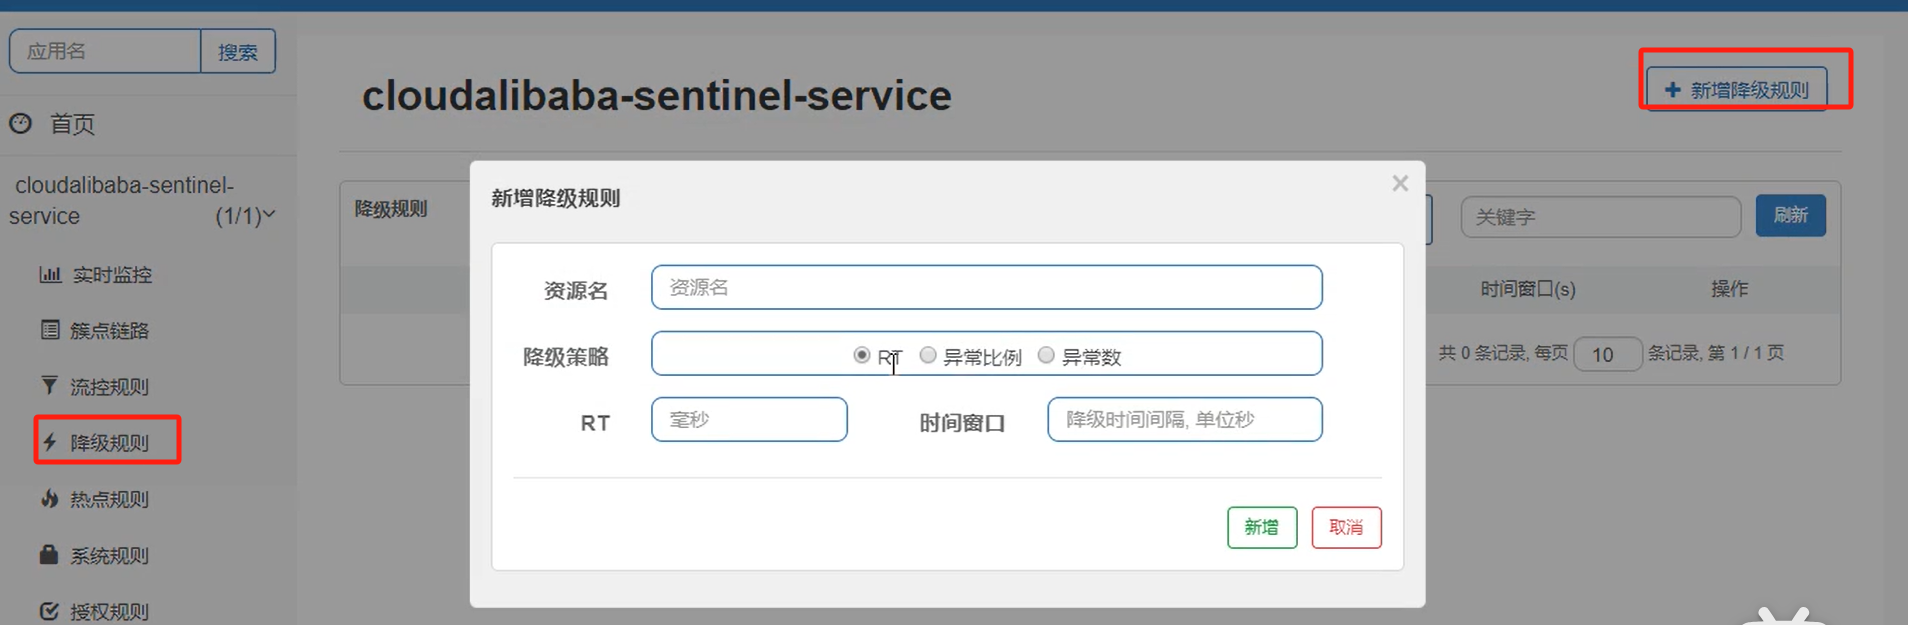 应用名 搜索
首页
cloudalibaba-sentinel-
service (1/1)
实时监控
簇点链路
流控规则
降级规则
热点规则
系统规则
授权规则
cloudalibaba-sentinel-service
新增降级规则
降级规则
关键字 刷新
时间窗口(s) 操作
共 0 条记录, 每页 10 条记录, 第 1 / 1 页
新增降级规则 ×
资源名 资源名
降级策略 RT 异常比例 异常数
RT 毫秒 时间窗口 降级时间间隔, 单位秒
新增 取消